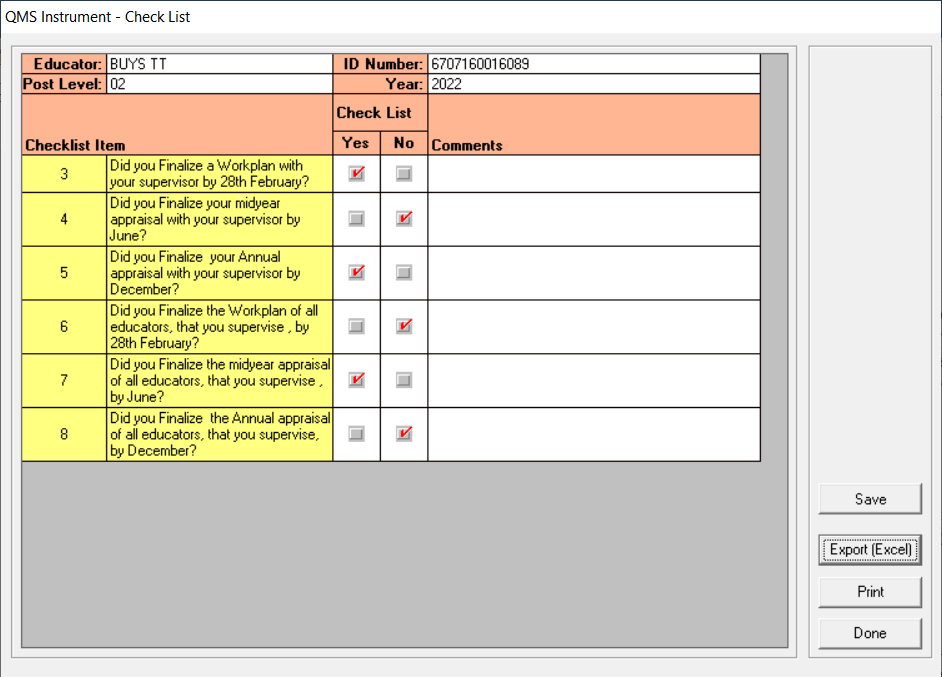 QMS Instrument - Check List
Educator: BUYS TT ID Number: 6707160016089
Post Level: 02 Year: 2022
Check List
Checklist Item Yes No Comments
3 Did you Finalize a Workplan with
your supervisor by 28th February?
4 Did you Finalize your midyear
appraisal with your supervisor by
June?
5 Did you Finalize your Annual
appraisal with your supervisor by
December?
6 Did you Finalize the Workplan of all
educators, that you supervise , by
28th February?
7 Did you Finalize the midyear appraisal
of all educators, that you supervise ,
by June?
8 Did you Finalize the Annual appraisal
of all educators, that you supervise,
by December?
Save
Export (Excel)
Print
Done